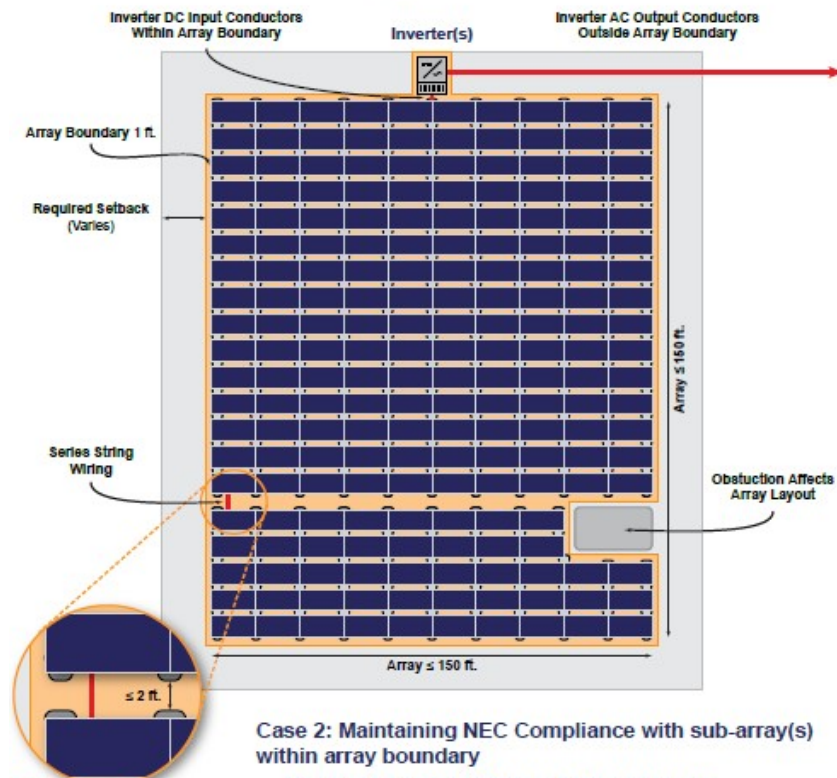 Inverter DC Input Conductors
Within Array Boundary
Inverter(s)
Inverter AC Output Conductors
Outside Array Boundary
Array Boundary 1 ft.
Required Setback
(Varies)
Array ≤ 150 ft.
Series String
Wiring
Obstuction Affects
Array Layout
Array ≤ 150 ft.
≤ 2 ft.
Case 2: Maintaining NEC Compliance with sub-array(s)
within array boundary